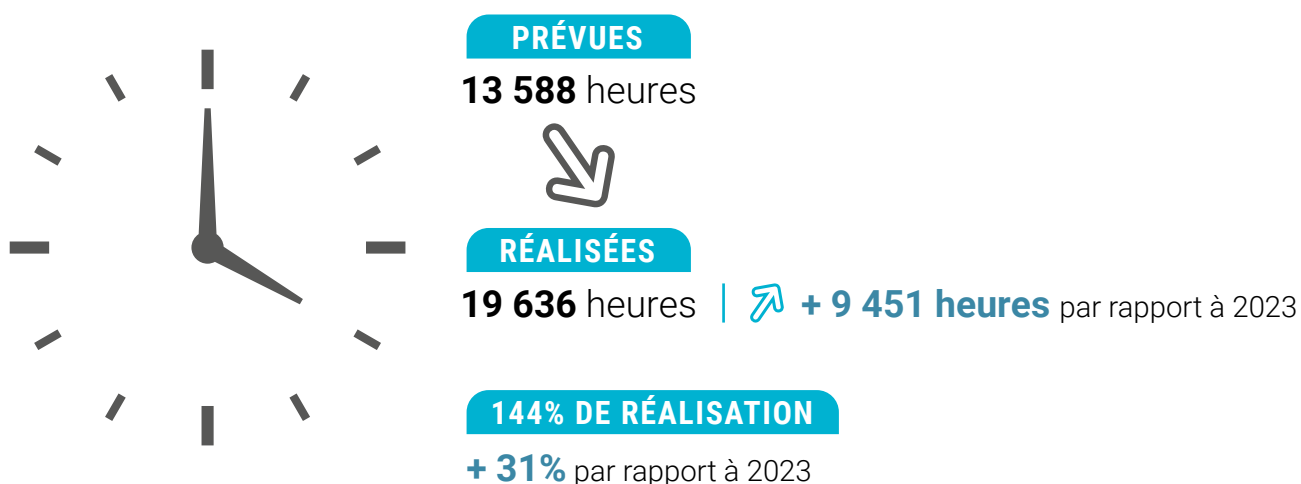 PRÉVUES
13 588 heures
RÉALISÉES
19 636 heures | + 9 451 heures par rapport à 2023
144% DE RÉALISATION
+ 31% par rapport à 2023